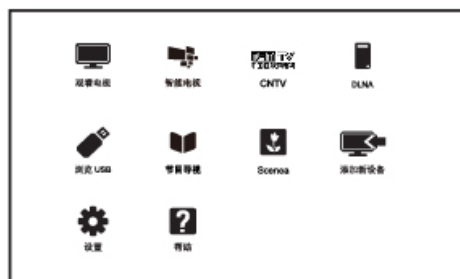 观看电视
智能电视
CNTV
DLNA
浏览 USB
节目导视
Scenea
添加新设备
设置
帮助
?